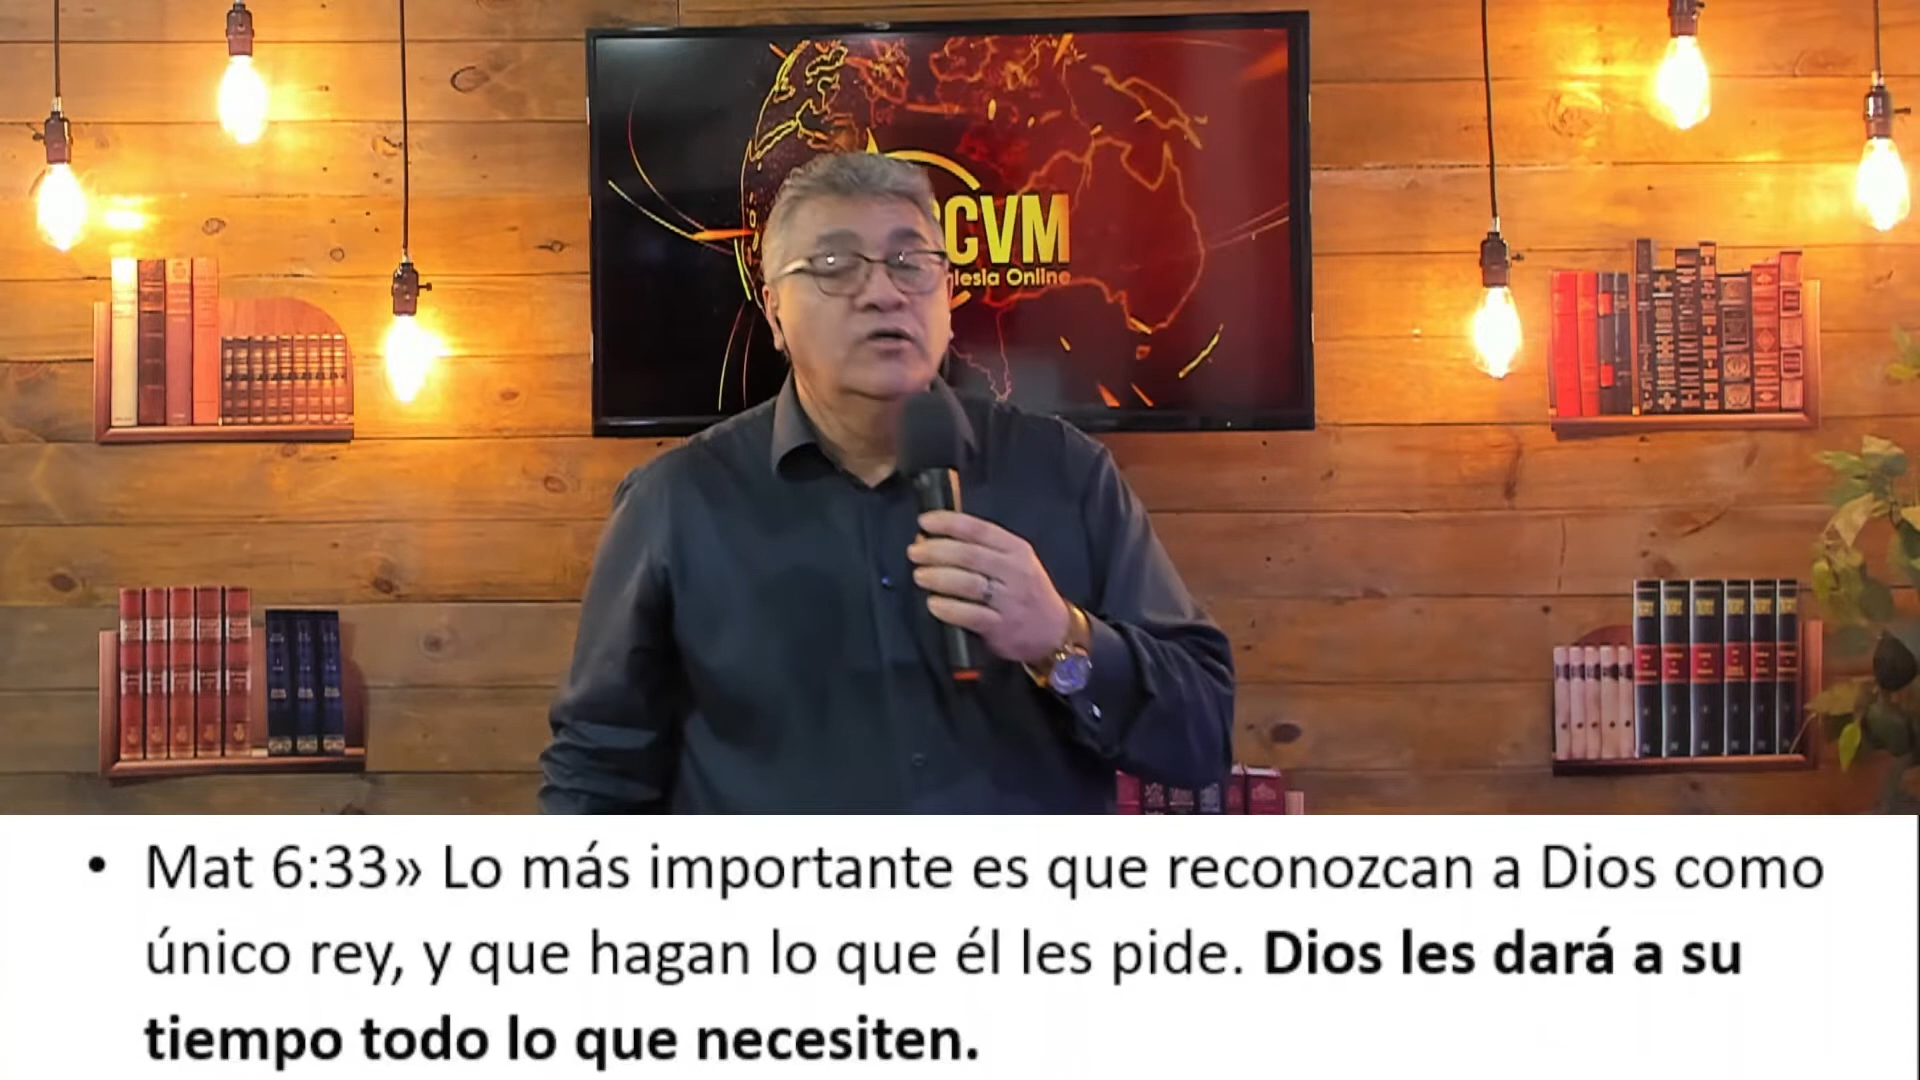 CVM
lesia Online
• Mat 6:33» Lo más importante es que reconozcan a Dios como
único rey, y que hagan lo que él les pide. Dios les dará a su
tiempo todo lo que necesiten.